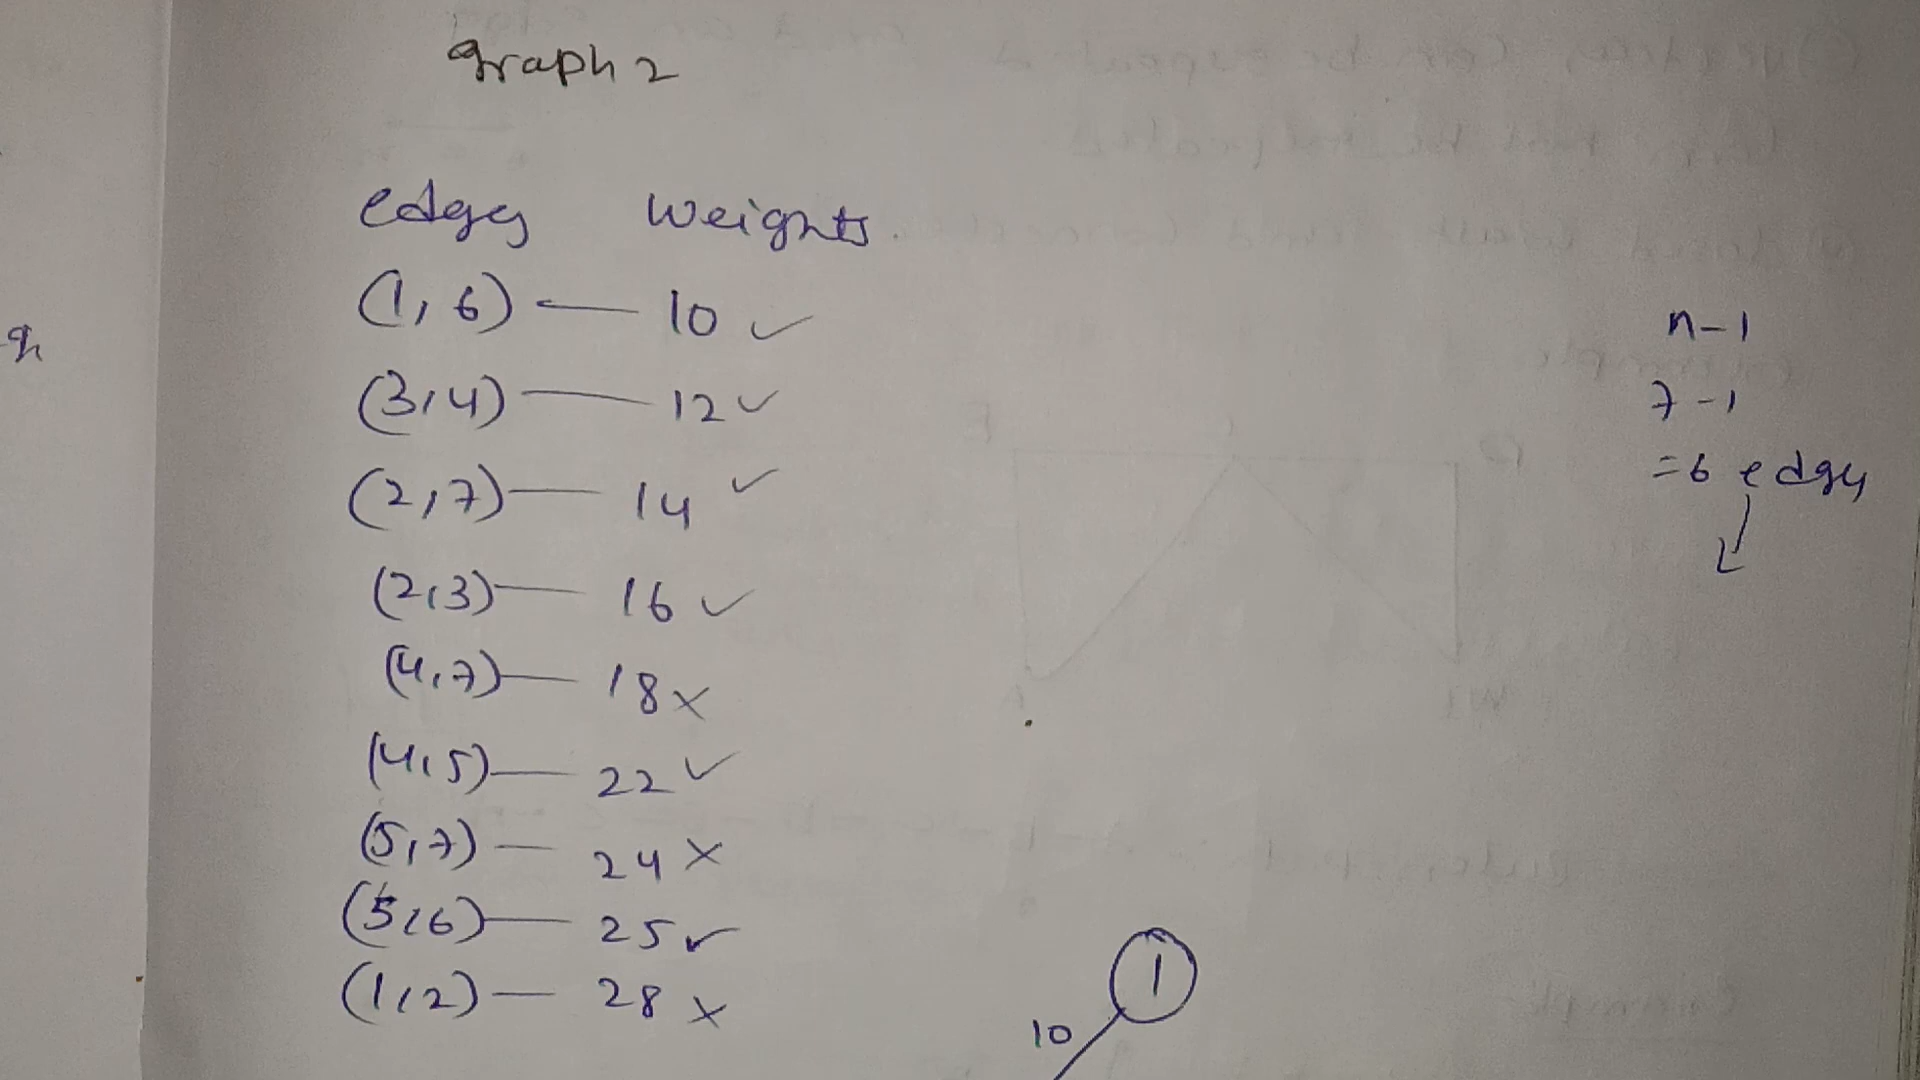 graph 2
edges weights
(1,6) — 10 ✓
(3,4) — 12 ✓
(2,7) — 14 ✓
(2,3) — 16 ✓
(4,7) — 18 ×
(4,5) — 22 ✓
(5,7) — 24 ×
(5,6) — 25 ✓
(1,2) — 28 ×
n-1
7-1
=6 edges
1
10